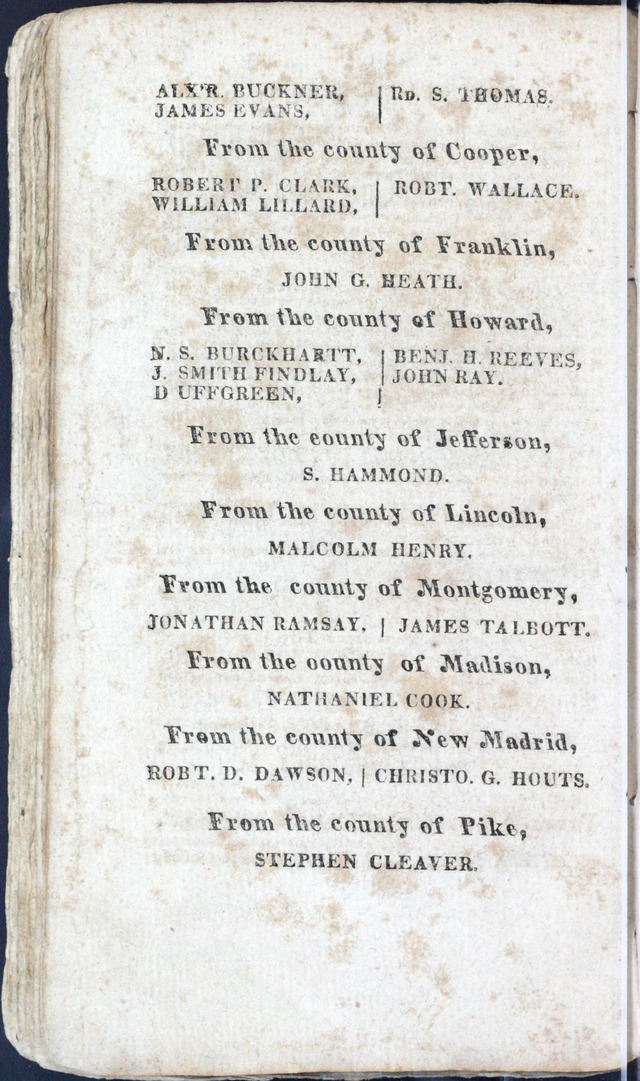 ALX'R. BUCKNER, | RD. S. THOMAS.
JAMES EVANS,
From the county of Cooper,
ROBERT P. CLARK, | ROBT. WALLACE.
WILLIAM LILLARD,
From the county of Franklin,
JOHN G. HEATH.
From the county of Howard,
N. S. BURCKHARTT, | BENJ. H. REEVES,
J. SMITH FINDLAY, | JOHN RAY.
D UFFGREEN, |
From the eounty of Jefferson,
S. HAMMOND.
From the county of Lincoln,
MALCOLM HENRY.
From the county of Montgomery,
JONATHAN RAMSAY. | JAMES TALBOTT.
From the oounty of Madison,
NATHANIEL COOK.
From the county of New Madrid,
ROBT. D. DAWSON, | CHRISTO. G. HOUTS.
From the county of Pike,
STEPHEN CLEAVER.